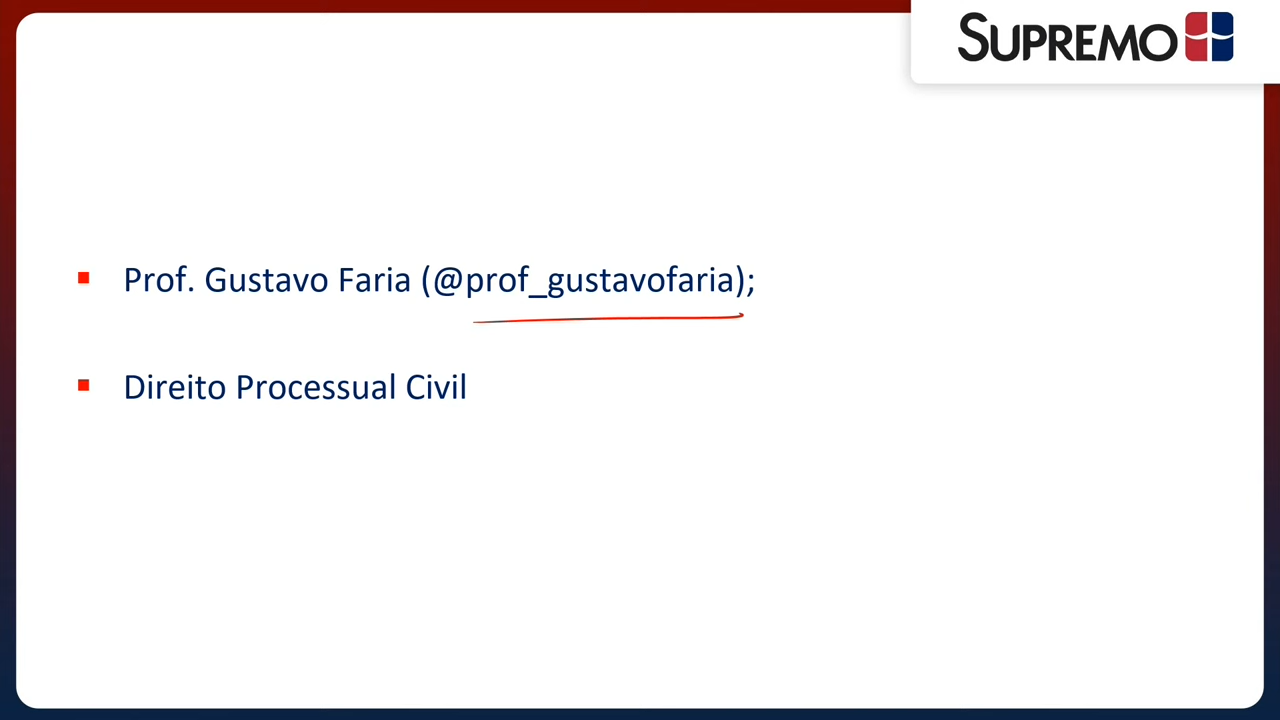 SUPREMO
Prof. Gustavo Faria (@prof_gustavofaria);
Direito Processual Civil